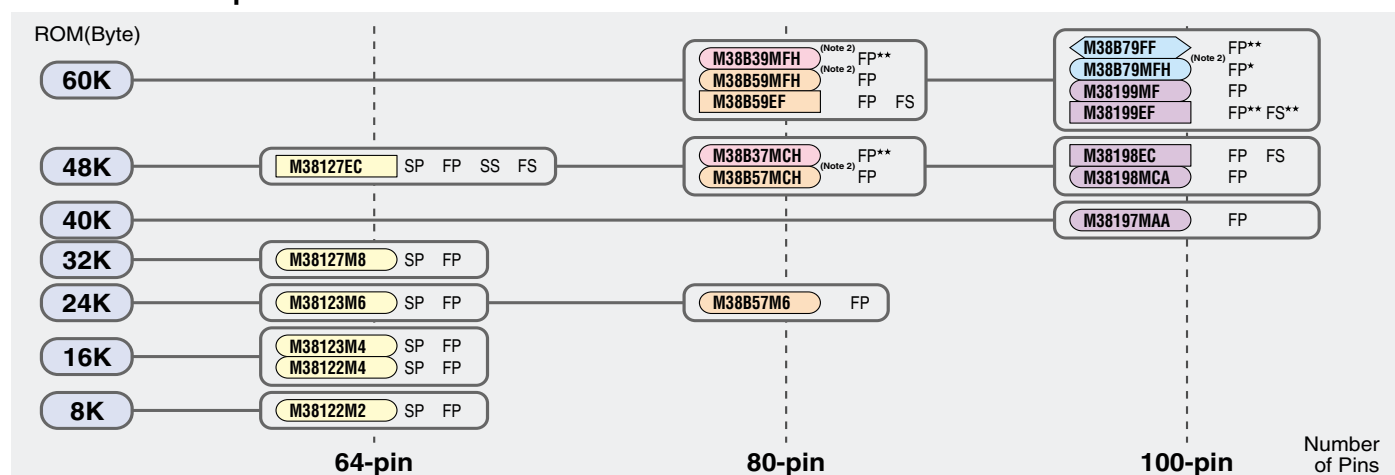 ROM(Byte)
60K
M38B39MFH (Note 2) FP★★
M38B59MFH (Note 2) FP
M38B59EF FP FS
M38B79FF FP★★
M38B79MFH (Note 2) FP★
M38199MF FP
M38199EF FP★★ FS★★
48K
M38127EC SP FP SS FS
M38B37MCH FP★★
M38B57MCH (Note 2) FP
M38198EC FP FS
M38198MCA FP
40K
M38197MAA FP
32K
M38127M8 SP FP
24K
M38123M6 SP FP
M38B57M6 FP
16K
M38123M4 SP FP
M38122M4 SP FP
8K
M38122M2 SP FP
64-pin
80-pin
100-pin
Number
of Pins